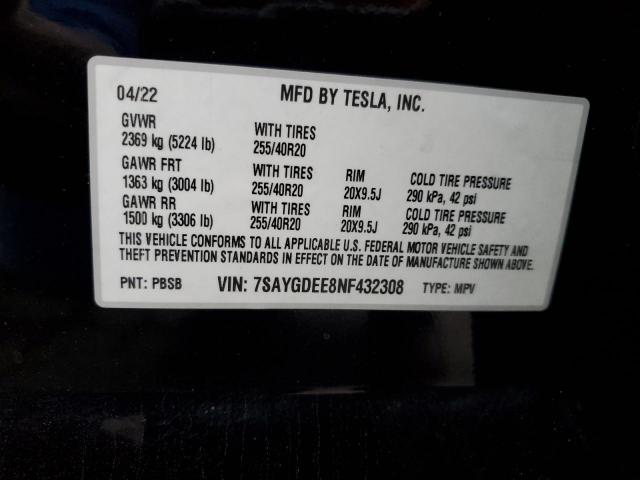 04/22 MFD BY TESLA, INC.
GVWR
2369 kg (5224 lb) WITH TIRES
255/40R20
GAWR FRT
1363 kg (3004 lb) WITH TIRES
255/40R20 RIM
20X9.5J COLD TIRE PRESSURE
290 kPa, 42 psi
GAWR RR
1500 kg (3306 lb) WITH TIRES
255/40R20 RIM
20X9.5J COLD TIRE PRESSURE
290 kPa, 42 psi
THIS VEHICLE CONFORMS TO ALL APPLICABLE U.S. FEDERAL MOTOR VEHICLE SAFETY AND
THEFT PREVENTION STANDARDS IN EFFECT ON THE DATE OF MANUFACTURE SHOWN ABOVE.
PNT: PBSB VIN: 7SAYGDEE8NF432308 TYPE: MPV